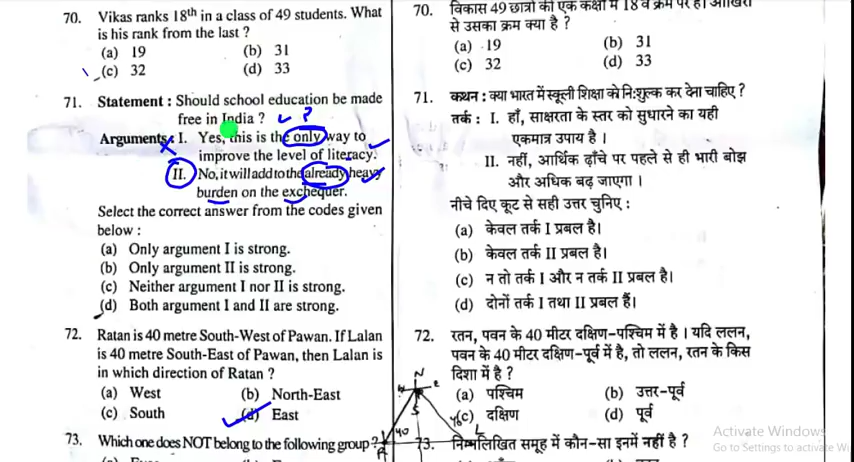 70. Vikas ranks 18th in a class of 49 students. What
is his rank from the last ?
(a) 19 (b) 31
(c) 32 (d) 33
71. Statement : Should school education be made
free in India ?
Arguments : I. Yes, this is the only way to
improve the level of literacy.
II. No, it will add to the already heavy
burden on the exchequer.
Select the correct answer from the codes given
below :
(a) Only argument I is strong.
(b) Only argument II is strong.
(c) Neither argument I nor II is strong.
(d) Both argument I and II are strong.
72. Ratan is 40 metre South-West of Pawan. If Lalan
is 40 metre South-East of Pawan, then Lalan is
in which direction of Ratan ?
(a) West (b) North-East
(c) South (d) East
73. Which one does NOT belong to the following group ?
70. विकास 49 छात्रों की एक कक्षा में 18वें क्रम पर है।
से उसका क्रम क्या है ?
(a) 19 (b) 31
(c) 32 (d) 33
71. कथन : क्या भारत में स्कूली शिक्षा को नि:शुल्क कर देना चाहिए ?
तर्क : I. हाँ, साक्षरता के स्तर को सुधारने का यही
एकमात्र उपाय है ।
II. नहीं, आर्थिक ढाँचे पर पहले से ही भारी बोझ
और अधिक बढ़ जाएगा ।
नीचे दिए कूट से सही उत्तर चुनिए :
(a) केवल तर्क I प्रबल है।
(b) केवल तर्क II प्रबल है।
(c) न तो तर्क I और न तर्क II प्रबल है।
(d) दोनों तर्क I तथा II प्रबल हैं।
72. रतन, पवन के 40 मीटर दक्षिण-पश्चिम में है । यदि ललन,
पवन के 40 मीटर दक्षिण-पूर्व में है, तो ललन, रतन के किस
दिशा में है ?
(a) पश्चिम (b) उत्तर-पूर्व
(c) दक्षिण (d) पूर्व
73. निम्नलिखित समूह में कौन-सा इनमें नहीं है ?
N
S
40
L
R
Activate Windows
Go to Settings to activate